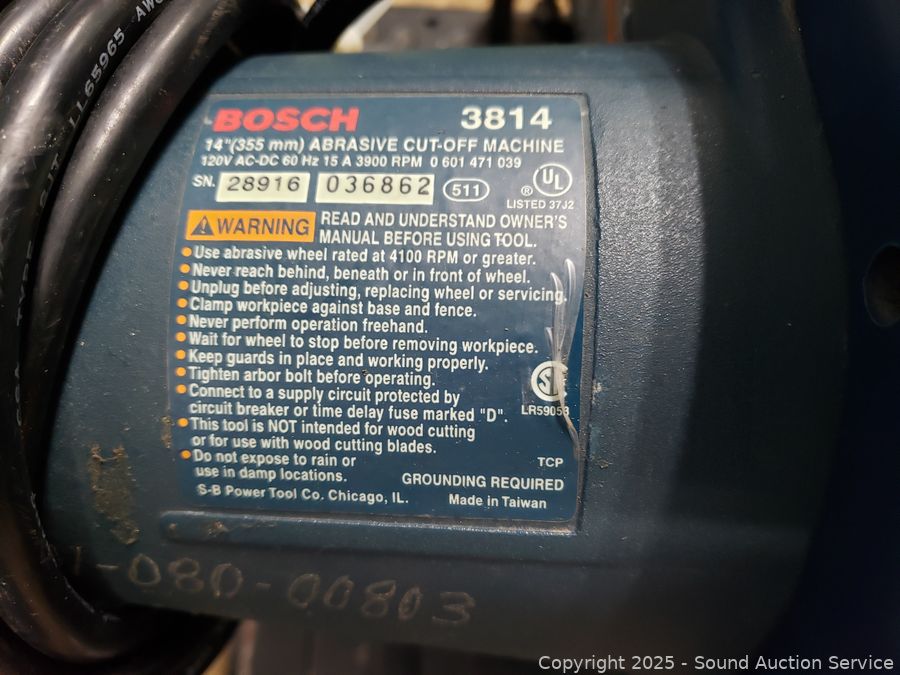 LL65965 AWG
BOSCH 3814
14"(355 mm) ABRASIVE CUT-OFF MACHINE
120V AC-DC 60 Hz 15 A 3900 RPM 0 601 471 039
SN. 28916 036862 511 ® UL
LISTED 37J2
WARNING READ AND UNDERSTAND OWNER'S
MANUAL BEFORE USING TOOL.
• Use abrasive wheel rated at 4100 RPM or greater.
• Never reach behind, beneath or in front of wheel.
• Unplug before adjusting, replacing wheel or servicing.
• Clamp workpiece against base and fence.
• Never perform operation freehand.
• Wait for wheel to stop before removing workpiece.
• Keep guards in place and working properly.
• Tighten arbor bolt before operating.
• Connect to a supply circuit protected by
circuit breaker or time delay fuse marked "D".
LR59053
• This tool is NOT intended for wood cutting
or for use with wood cutting blades.
• Do not expose to rain or
use in damp locations.
TCP
GROUNDING REQUIRED
S-B Power Tool Co. Chicago, IL. Made in Taiwan
1-080-00803
Copyright © 2025 - Sound Auction Service